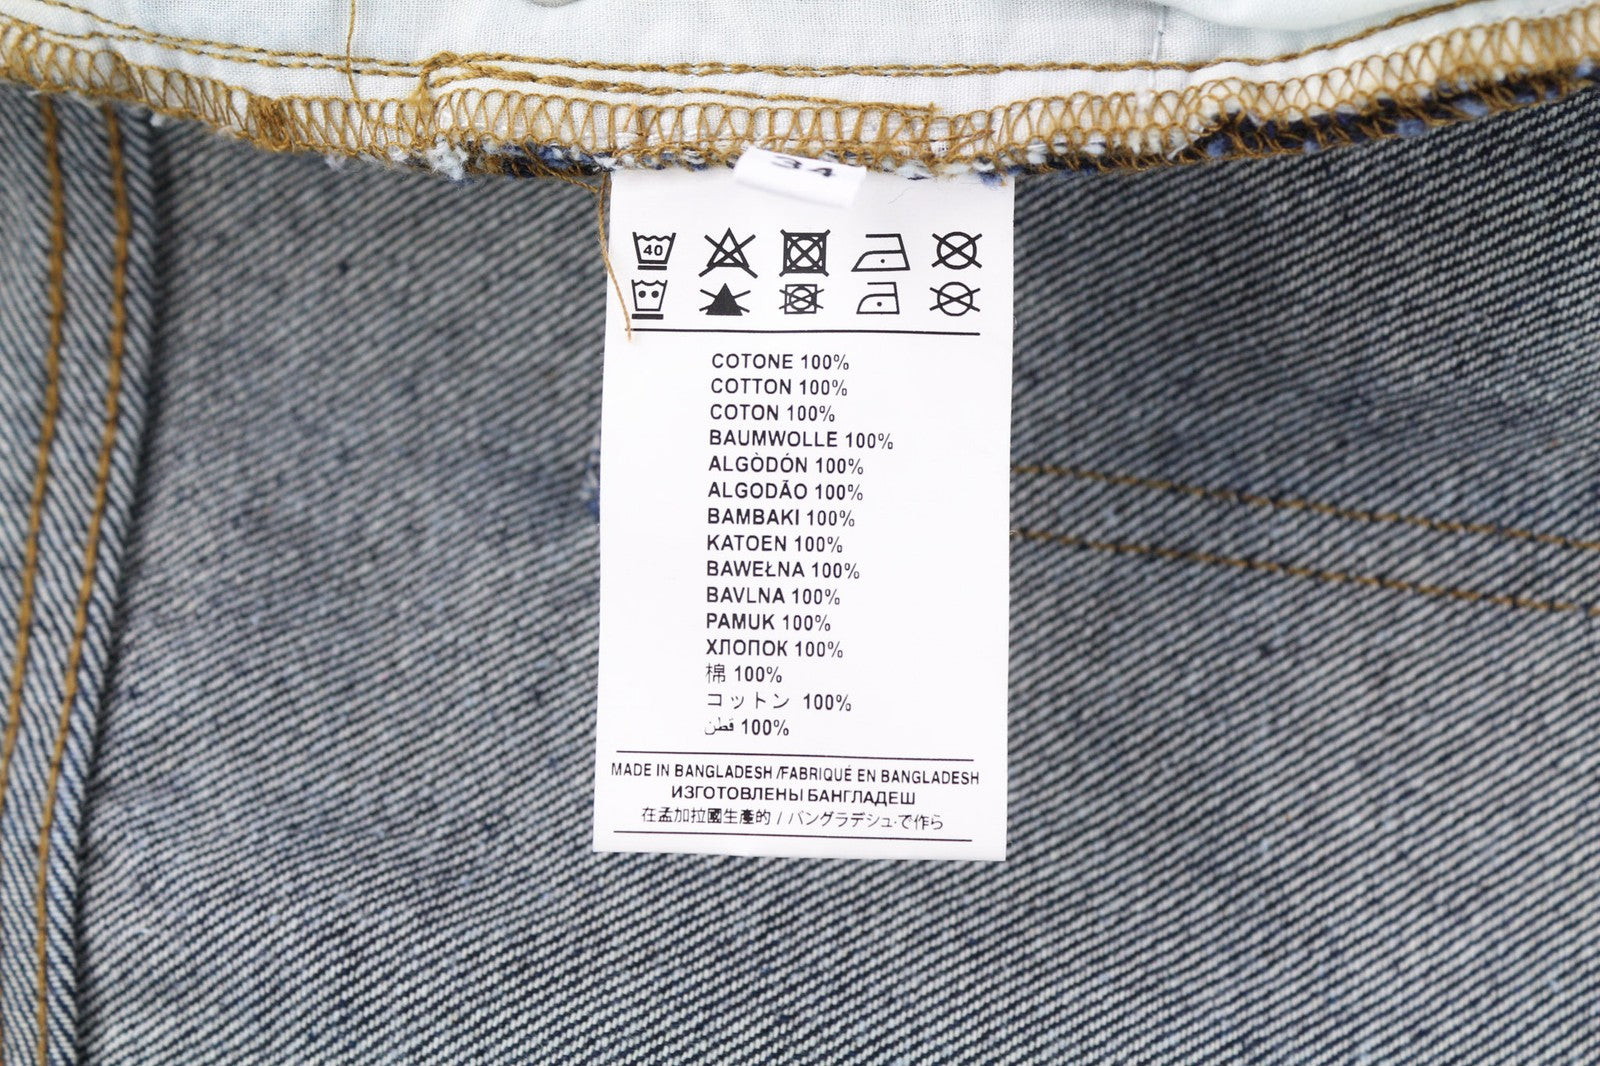 34
40
COTONE 100%
COTTON 100%
COTON 100%
BAUMWOLLE 100%
ALGÒDÓN 100%
ALGODÃO 100%
BAMBAKI 100%
KATOEN 100%
BAWEŁNA 100%
BAVLNA 100%
PAMUK 100%
ХЛОПОК 100%
棉 100%
コットン 100%
قطن 100%
MADE IN BANGLADESH /FABRIQUÉ EN BANGLADESH
ИЗГОТОВЛЕНЫ БАНГЛАДЕШ
在孟加拉國生產的 / バングラデシュ·で作ら